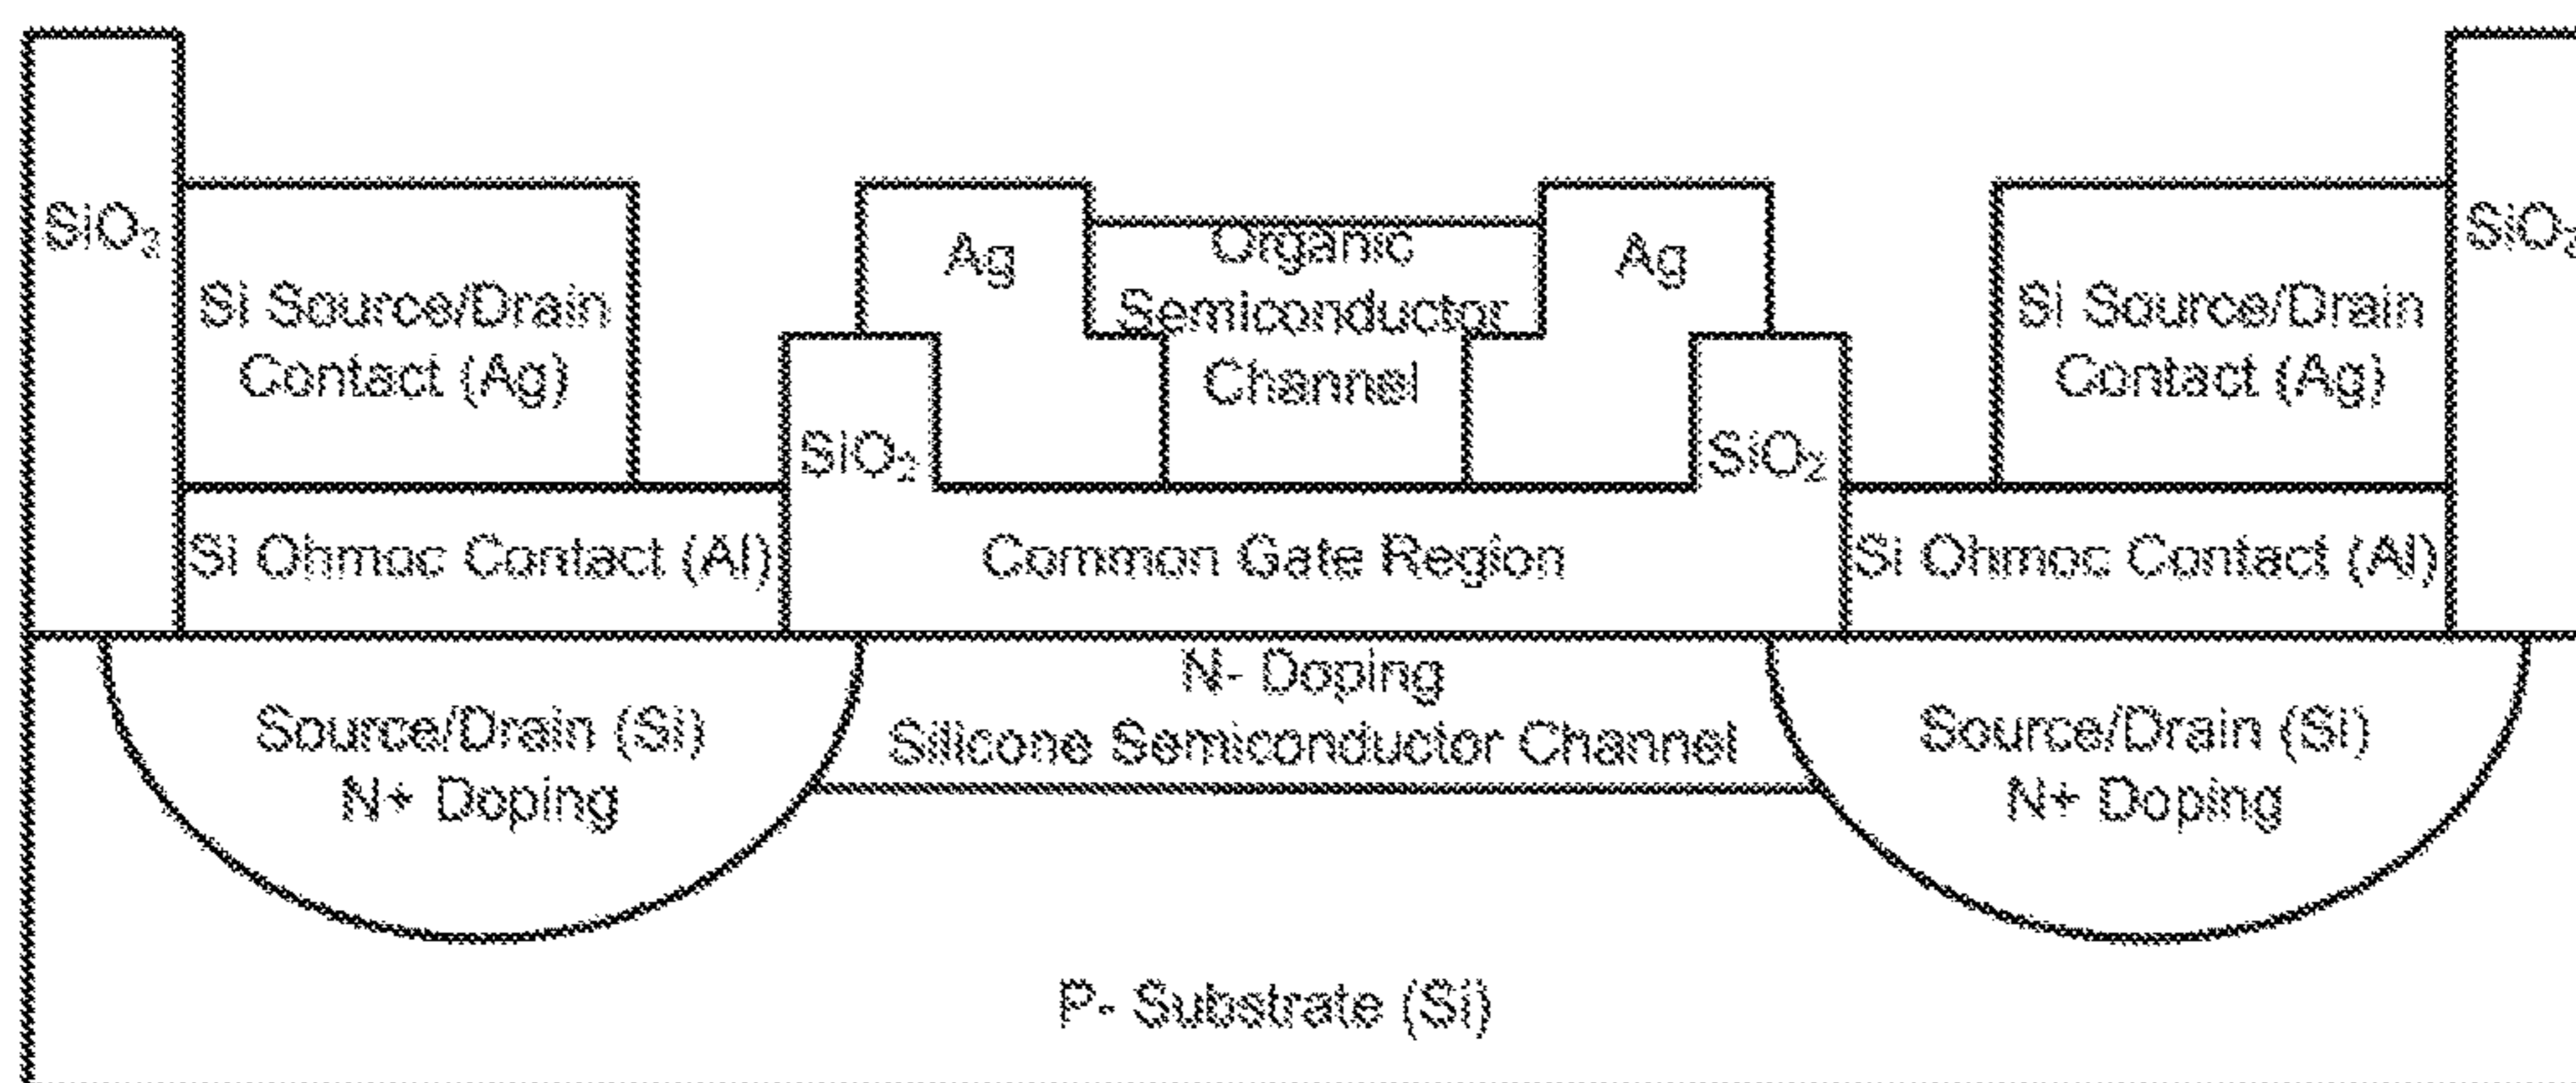 SiO₂
Si Source/Drain
Contact (Ag)
Ag
Organic
Semiconductor
Channel
Ag
Si Source/Drain
Contact (Ag)
SiO₂
SiO₂
SiO₂
Si Ohmoc Contact (Al)
Common Gate Region
Si Ohmoc Contact (Al)
Source/Drain (Si)
N+ Doping
N- Doping
Silicone Semiconductor Channel
Source/Drain (Si)
N+ Doping
P- Substrate (Si)